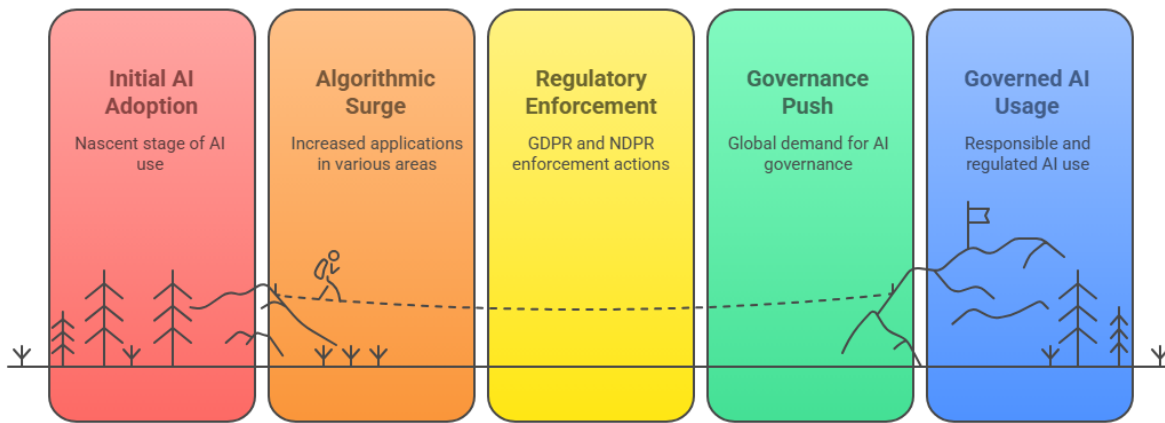 Initial AI
Adoption
Nascent stage of AI
use
Algorithmic
Surge
Increased applications
in various areas
Regulatory
Enforcement
GDPR and NDPR
enforcement actions
Governance
Push
Global demand for AI
governance
Governed AI
Usage
Responsible and
regulated AI use